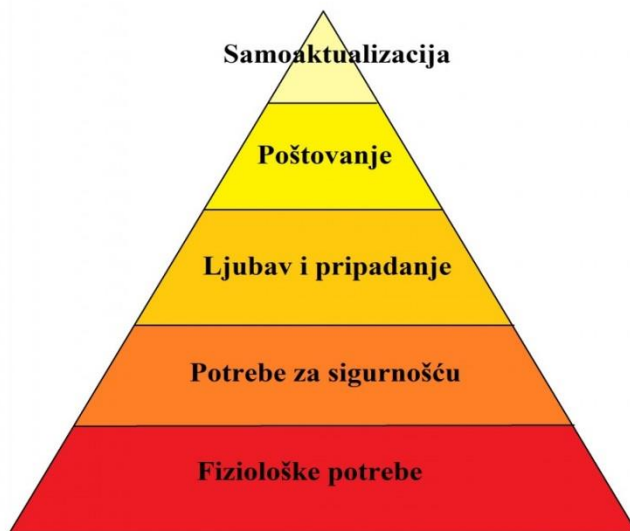 Samoaktualizacija
Poštovanje
Ljubav i pripadanje
Potrebe za sigurnošću
Fiziološke potrebe